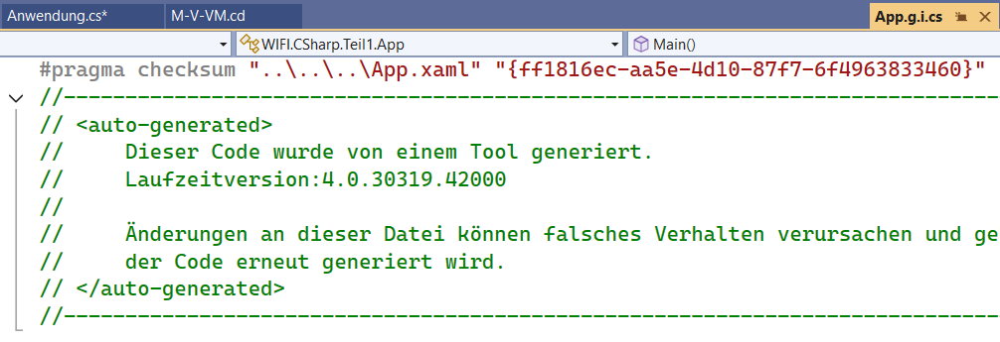 Anwendung.cs* M-V-VM.cd App.g.i.cs
WIFI.CSharp.Teil1.App Main()
#pragma checksum "..\..\..\App.xaml" "{ff1816ec-aa5e-4d10-87f7-6f4963833460}"
//------------------------------------------------------------------------------
// <auto-generated>
//     Dieser Code wurde von einem Tool generiert.
//     Laufzeitversion:4.0.30319.42000
//
//     Änderungen an dieser Datei können falsches Verhalten verursachen und ge
//     der Code erneut generiert wird.
// </auto-generated>
//------------------------------------------------------------------------------